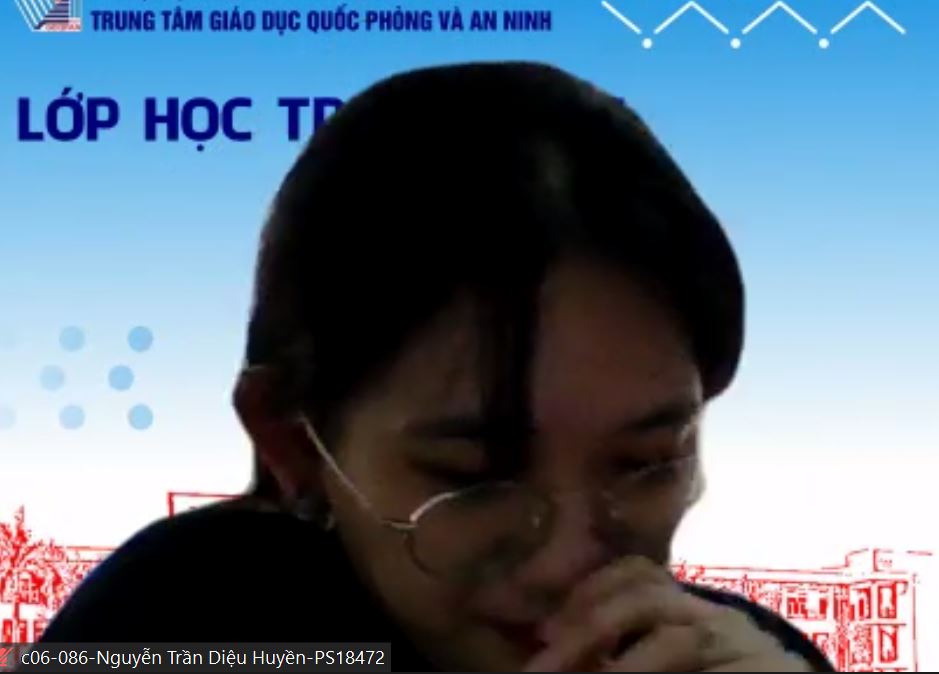 TRUNG TÂM GIÁO DỤC QUỐC PHÒNG VÀ AN NINH
LỚP HỌC
c06-086-Nguyễn Trần Diệu Huyền-PS18472